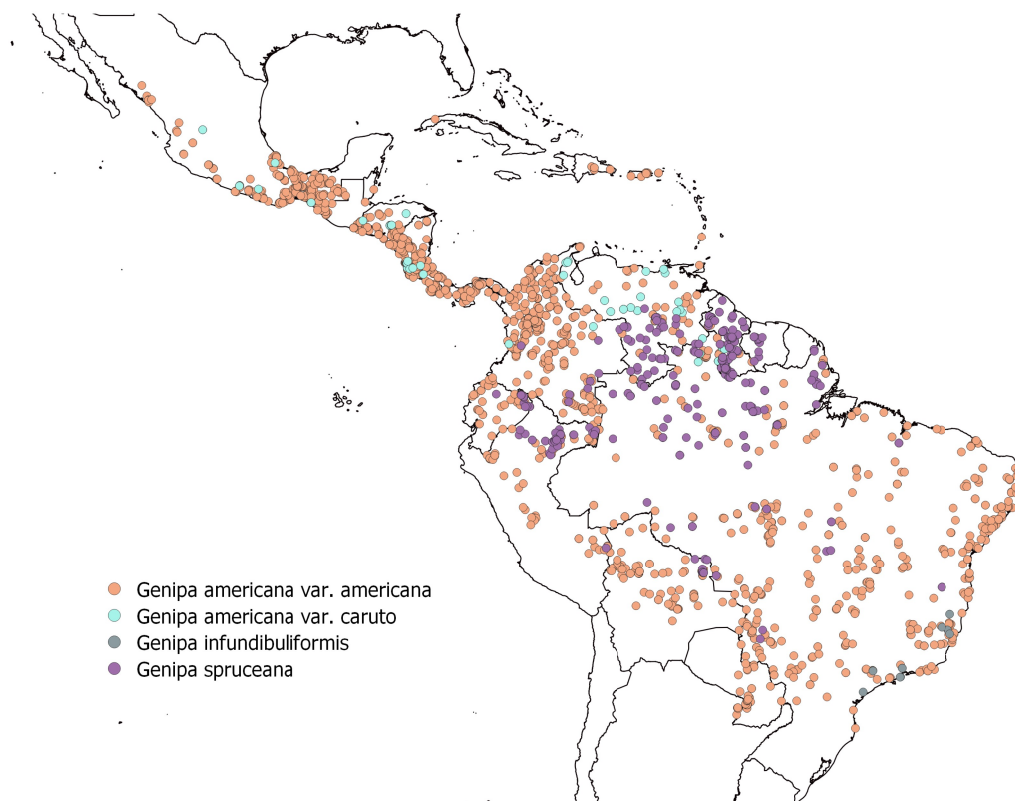 Genipa americana var. americana
Genipa americana var. caruto
Genipa infundibuliformis
Genipa spruceana